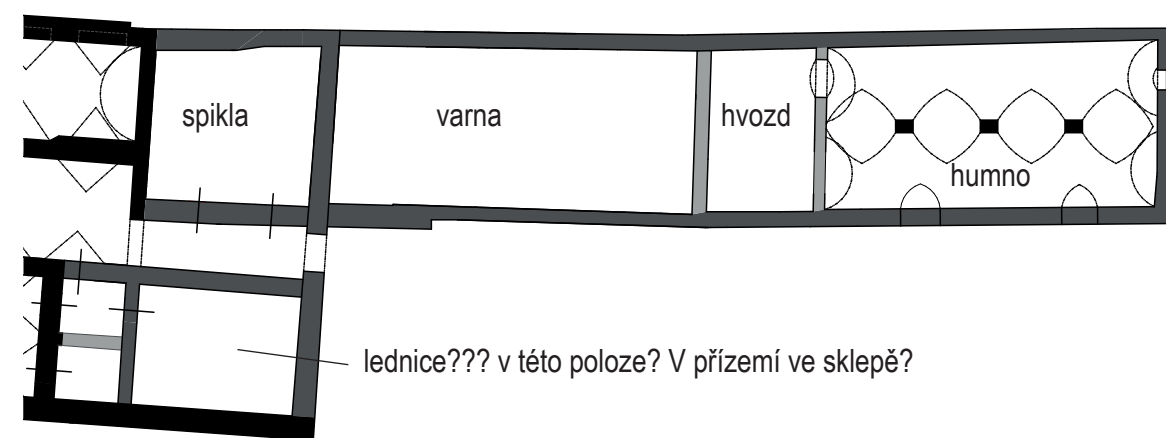 spikla
varna
hvozd
humno
lednice??? v této poloze? V přízemí ve sklepě?